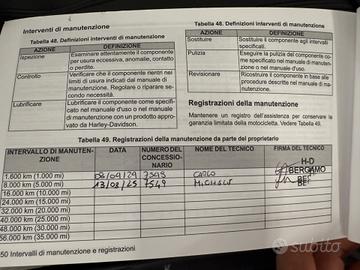 Interventi di manutenzione
Tabella 48. Definizioni interventi di manutenzione
AZIONE DEFINIZIONE
Ispezione Esaminare attentamente il componente
per usura eccessiva, anomalie, contatto
o perdite.
Controllo Verificare che il componente rientri nei
limiti di usura indicati dal manuale di
manutenzione. Regolare o riparare se-
condo necessità.
Lubrificare Lubrificare il componente come specifi-
cato nel manuale d'uso o nel manuale
di manutenzione con un prodotto appro-
vato da Harley-Davidson.
Tabella 48. Definizioni interventi di manutenzione
AZIONE DEFINIZIONE
Sostituire Sostituire il componente agli intervalli
specificati.
Pulizia Eseguire la pulizia del componente co-
me specificato nel manuale di manuten-
zione o nel manuale d'uso.
Revisionare Ricostruire il componente in base alle
procedure descritte nel manuale di ma-
nutenzione.
Registrazioni della manutenzione
Mantenere un registro dell'assistenza per conservare la
garanzia limitata della motocicletta. Vedere Tabella 49.
Tabella 49. Registrazioni della manutenzione da parte del proprietario
INTERVALLO DI MANUTEN-
ZIONE DATA NUMERO DEL
CONCESSIO-
NARIO NOME DEL TECNICO FIRMA DEL TECNICO
1.600 km (1.000 mi) CARLO H-D
BERGAMO
8.000 km (5.000 mi) 13/03/25 7549
16.000 km (10.000 mi)
24.000 km (15.000 mi)
32.000 km (20.000 mi)
40.000 km (25.000 mi)
48.000 km (30.000 mi)
56.000 km (35.000 mi)
50 Interventi di manutenzione e registrazioni
subito